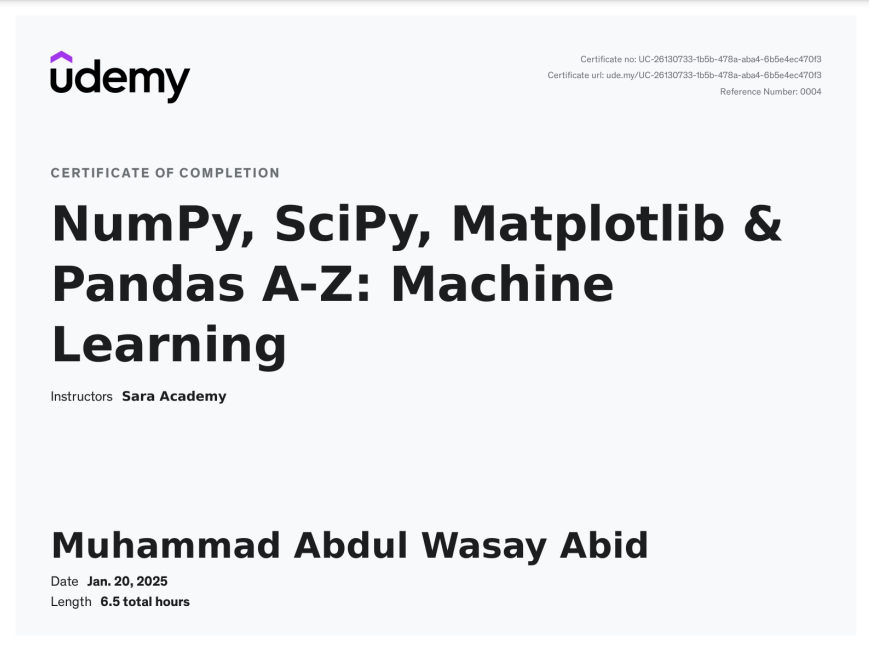 udemy
Certificate no: UC-26130733-1b5b-478a-aba4-6b5e4ec470f3
Certificate url: ude.my/UC-26130733-1b5b-478a-aba4-6b5e4ec470f3
Reference Number: 0004
CERTIFICATE OF COMPLETION
NumPy, SciPy, Matplotlib &
Pandas A-Z: Machine
Learning
Instructors Sara Academy
Muhammad Abdul Wasay Abid
Date Jan. 20, 2025
Length 6.5 total hours